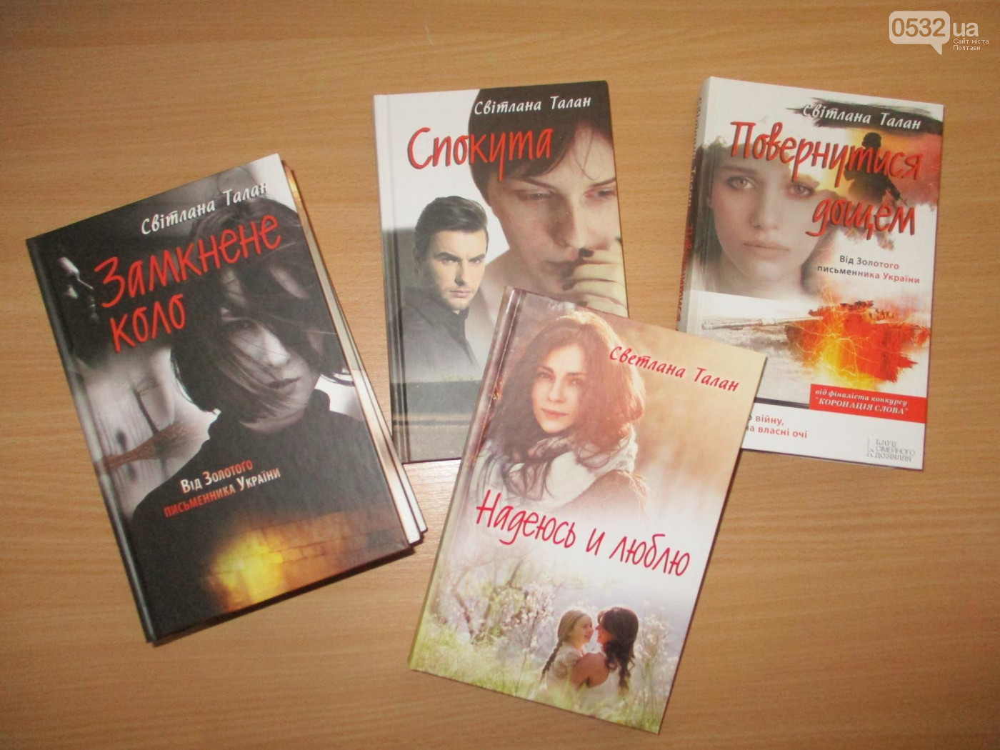 0532 ua
Сайт міста
Полтави
Світлана Талан
Замкнене
коло
Від Золотого
письменника України
Світлана Талан
Спокута
Світлана Талан
Повернутися
дощем
Від Золотого
письменника України
від фіналіста конкурсу
"КОРОНАЦІЯ СЛОВА"
війну,
на власні очі
КЛУБ
СІМЕЙНОГО
ДОЗВІЛЛЯ
Светлана Талан
Надеюсь и люблю